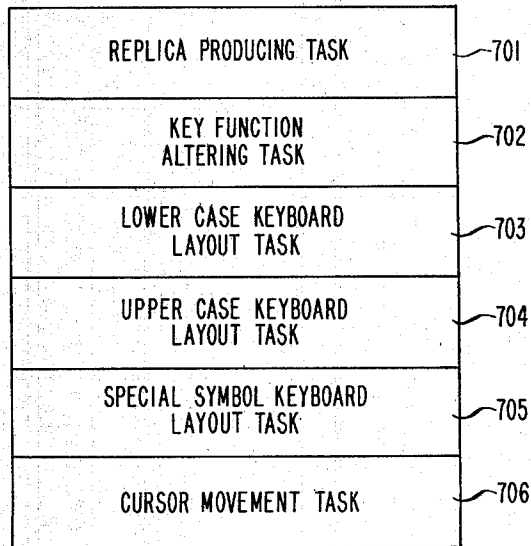 REPLICA PRODUCING TASK 701
KEY FUNCTION
ALTERING TASK 702
LOWER CASE KEYBOARD
LAYOUT TASK 703
UPPER CASE KEYBOARD
LAYOUT TASK 704
SPECIAL SYMBOL KEYBOARD
LAYOUT TASK 705
CURSOR MOVEMENT TASK 706